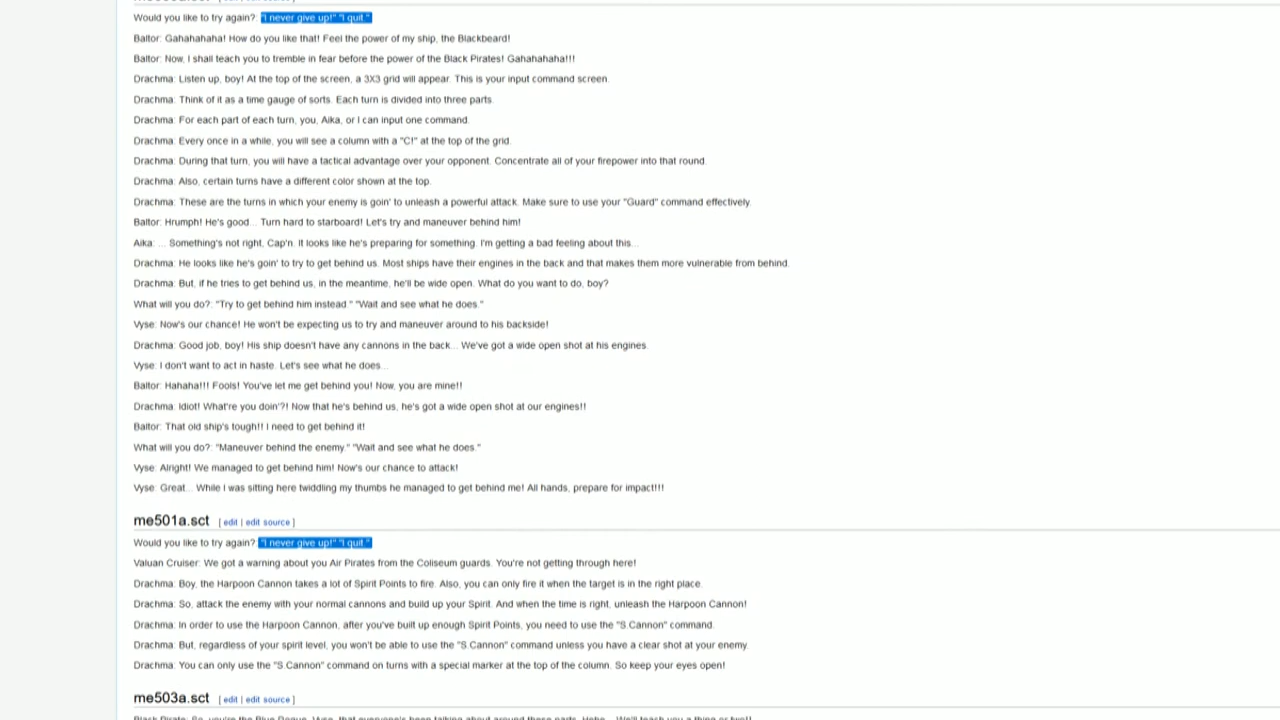 Would you like to try again? "I never give up!" "I quit."
Baltor: Gahahahaha! How do you like that! Feel the power of my ship, the Blackbeard!
Baltor: Now, I shall teach you to tremble in fear before the power of the Black Pirates! Gahahahaha!!!
Drachma: Listen up, boy! At the top of the screen, a 3X3 grid will appear. This is your input command screen.
Drachma: Think of it as a time gauge of sorts. Each turn is divided into three parts.
Drachma: For each part of each turn, you, Aika, or I can input one command.
Drachma: Every once in a while, you will see a column with a "C!" at the top of the grid.
Drachma: During that turn, you will have a tactical advantage over your opponent. Concentrate all of your firepower into that round.
Drachma: Also, certain turns have a different color shown at the top.
Drachma: These are the turns in which your enemy is goin' to unleash a powerful attack. Make sure to use your "Guard" command effectively.
Baltor: Hrumph! He's good... Turn hard to starboard! Let's try and maneuver behind him!
Aika: ... Something's not right, Cap'n. It looks like he's preparing for something. I'm getting a bad feeling about this...
Drachma: He looks like he's goin' to try to get behind us. Most ships have their engines in the back and that makes them more vulnerable from behind.
Drachma: But, if he tries to get behind us, in the meantime, he'll be wide open. What do you want to do, boy?
What will you do?: "Try to get behind him instead." "Wait and see what he does."
Vyse: Now's our chance! He won't be expecting us to try and maneuver around to his backside!
Drachma: Good job, boy! His ship doesn't have any cannons in the back... We've got a wide open shot at his engines.
Vyse: I don't want to act in haste. Let's see what he does...
Baltor: Hahaha!!! Fools! You've let me get behind you! Now, you are mine!!
Drachma: Idiot! What're you doin'?! Now that he's behind us, he's got a wide open shot at our engines!!
Baltor: That old ship's tough!! I need to get behind it!
What will you do?: "Maneuver behind the enemy." "Wait and see what he does."
Vyse: Alright! We managed to get behind him! Now's our chance to attack!
Vyse: Great... While I was sitting here twiddling my thumbs he managed to get behind me! All hands, prepare for impact!!!
me501a.sct [ edit | edit source ]
Would you like to try again? "I never give up!" "I quit."
Valuan Cruiser: We got a warning about you Air Pirates from the Coliseum guards. You're not getting through here!
Drachma: Boy, the Harpoon Cannon takes a lot of Spirit Points to fire. Also, you can only fire it when the target is in the right place.
Drachma: So, attack the enemy with your normal cannons and build up your Spirit. And when the time is right, unleash the Harpoon Cannon!
Drachma: In order to use the Harpoon Cannon, after you've built up enough Spirit Points, you need to use the "S.Cannon" command.
Drachma: But, regardless of your spirit level, you won't be able to use the "S.Cannon" command unless you have a clear shot at your enemy.
Drachma: You can only use the "S.Cannon" command on turns with a special marker at the top of the column. So keep your eyes open!
me503a.sct [ edit | edit source ]